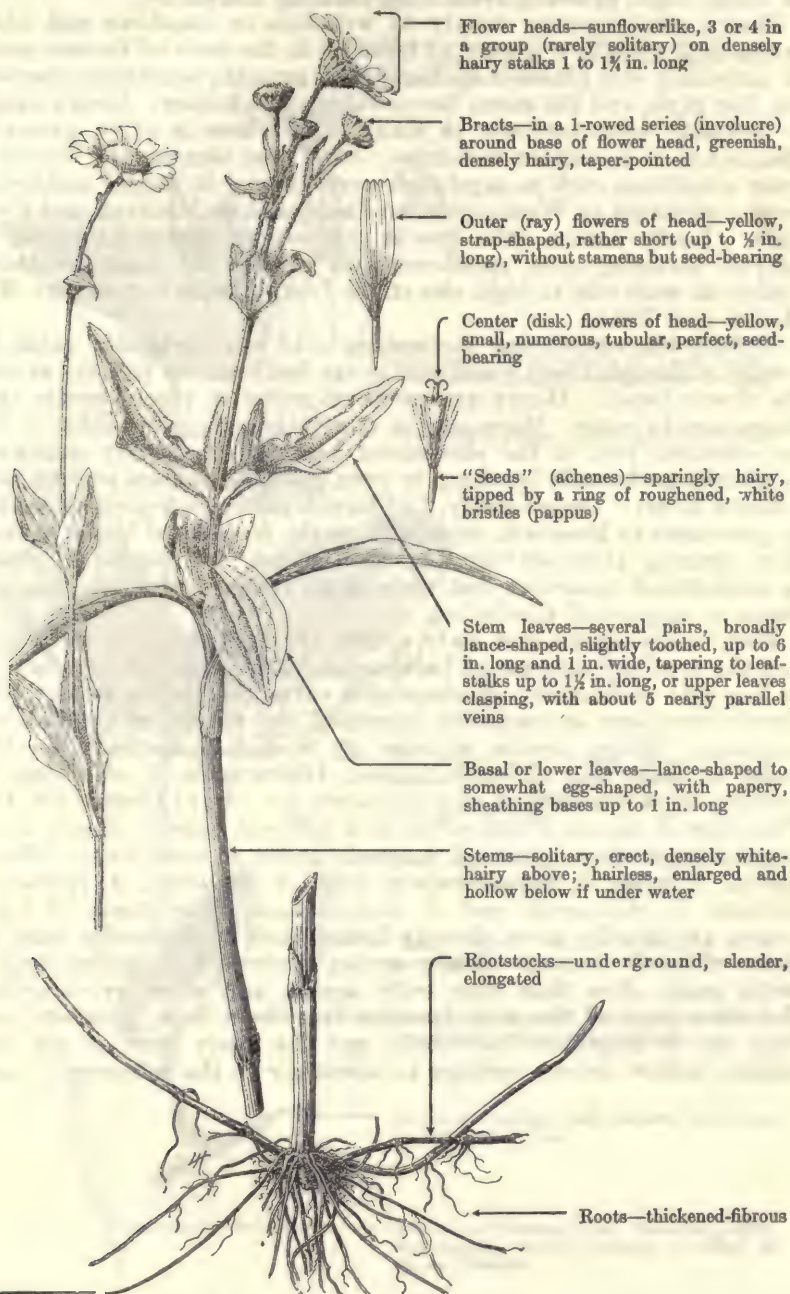 Flower heads—sunflowerlike, 3 or 4 in
a group (rarely solitary) on densely
hairy stalks 1 to 1¾ in. long
Bracts—in a 1-rowed series (involucre)
around base of flower head, greenish,
densely hairy, taper-pointed
Outer (ray) flowers of head—yellow,
strap-shaped, rather short (up to ½ in.
long), without stamens but seed-bearing
Center (disk) flowers of head—yellow,
small, numerous, tubular, perfect, seed-
bearing
"Seeds" (achenes)—sparingly hairy,
tipped by a ring of roughened, white
bristles (pappus)
Stem leaves—several pairs, broadly
lance-shaped, slightly toothed, up to 6
in. long and 1 in. wide, tapering to leaf-
stalks up to 1½ in. long, or upper leaves
clasping, with about 5 nearly parallel
veins
Basal or lower leaves—lance-shaped to
somewhat egg-shaped, with papery,
sheathing bases up to 1 in. long
Stems—solitary, erect, densely white-
hairy above; hairless, enlarged and
hollow below if under water
Rootstocks—underground, slender,
elongated
Roots—thickened-fibrous